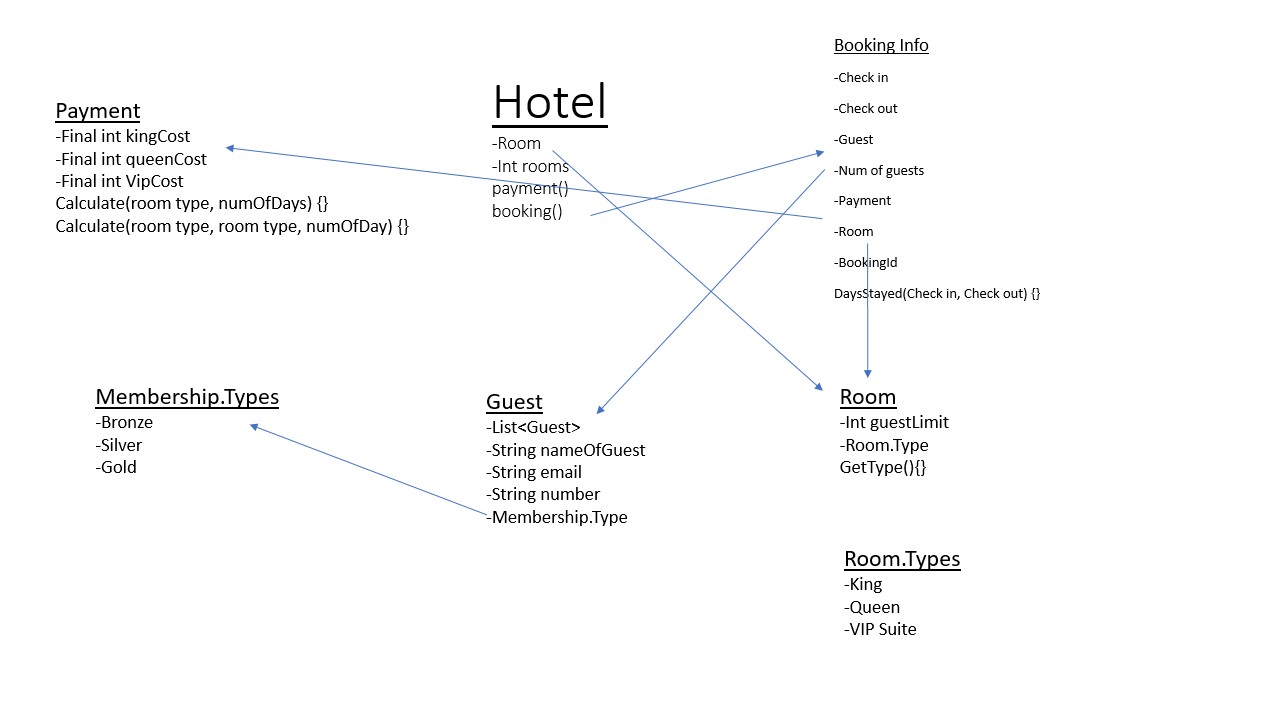 Payment
-Final int kingCost
-Final int queenCost
-Final int VipCost
Calculate(room type, numOfDays) {}
Calculate(room type, room type, numOfDay) {}
Hotel
-Room
-Int rooms
payment()
booking()
Booking Info
-Check in
-Check out
-Guest
-Num of guests
-Payment
-Room
-BookingId
DaysStayed(Check in, Check out) {}
Membership.Types
-Bronze
-Silver
-Gold
Guest
-List<Guest>
-String nameOfGuest
-String email
-String number
-Membership.Type
Room
-Int guestLimit
-Room.Type
GetType(){}
Room.Types
-King
-Queen
-VIP Suite